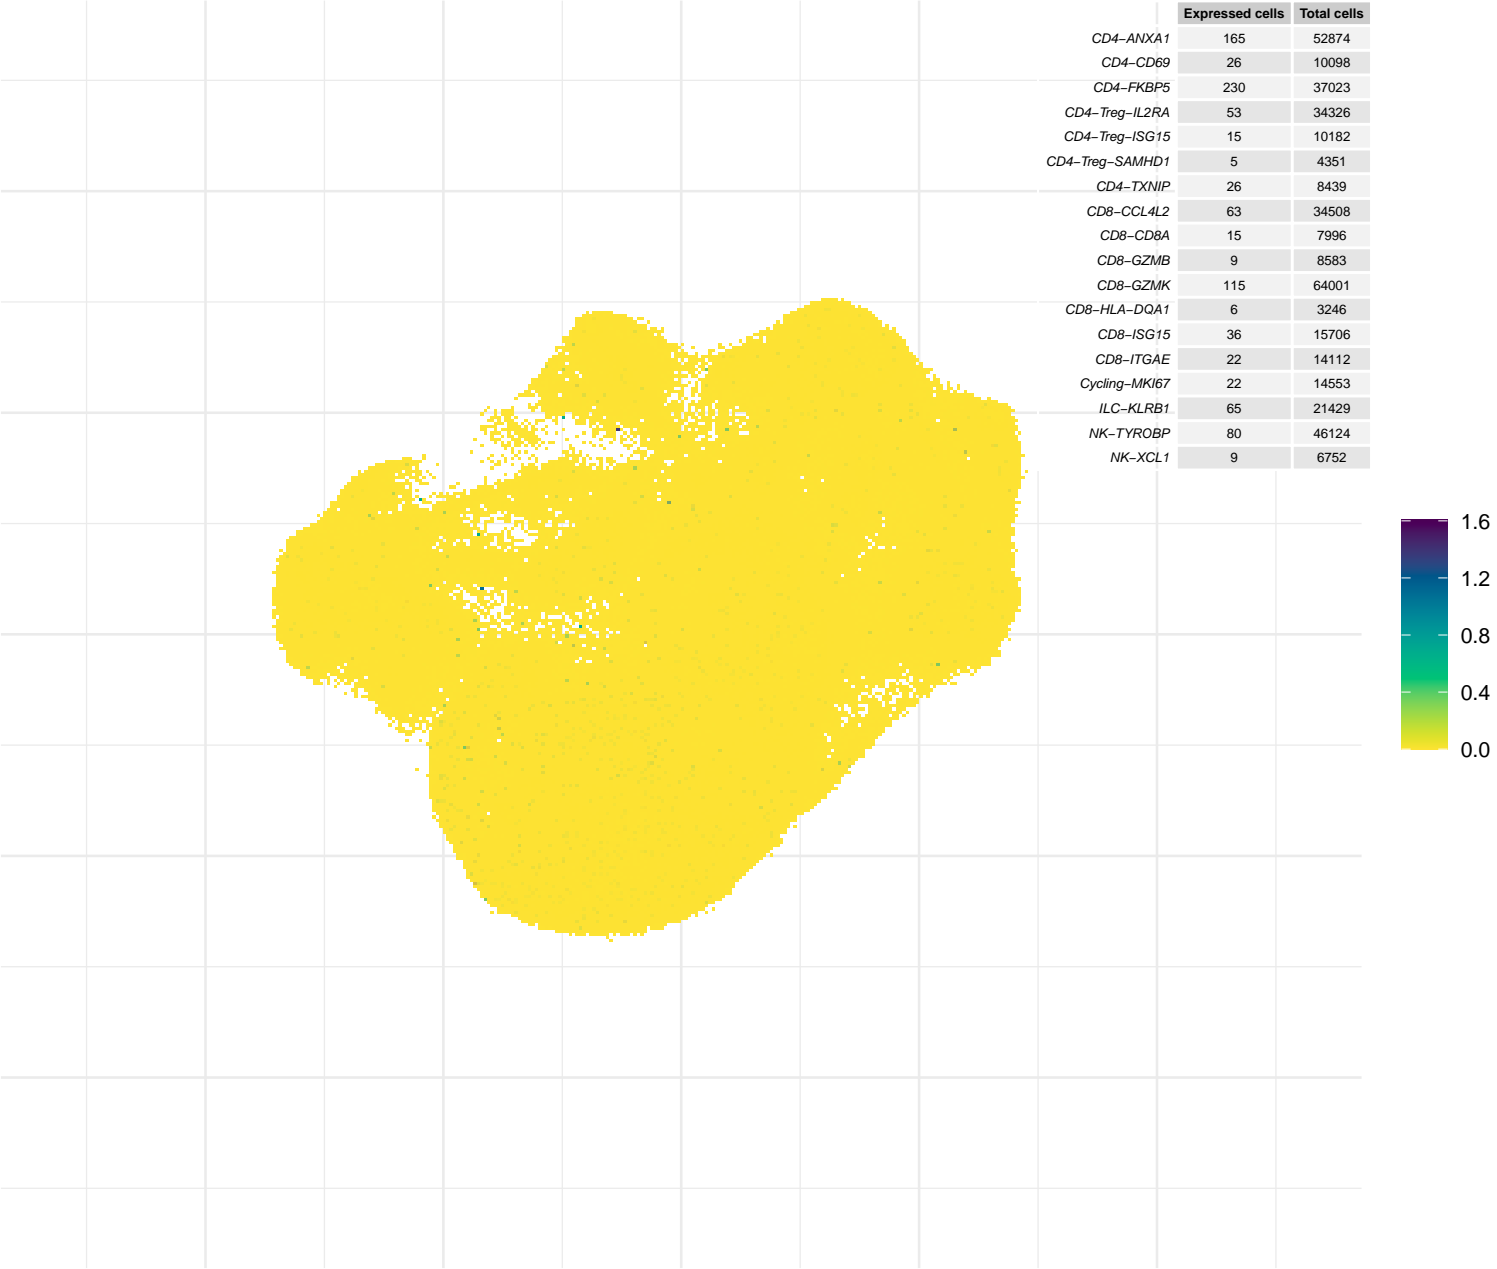 Expressed cells Total cells
CD4−ANXA1 165 52874
CD4−CD69 26 10098
CD4−FKBP5 230 37023
CD4−Treg−IL2RA 53 34326
CD4−Treg−ISG15 15 10182
CD4−Treg−SAMHD1 5 4351
CD4−TXNIP 26 8439
CD8−CCL4L2 63 34508
CD8−CD8A 15 7996
CD8−GZMB 9 8583
CD8−GZMK 115 64001
CD8−HLA−DQA1 6 3246
CD8−ISG15 36 15706
CD8−ITGAE 22 14112
Cycling−MKI67 22 14553
ILC−KLRB1 65 21429
NK−TYROBP 80 46124
NK−XCL1 9 6752
1.6
1.2
0.8
0.4
0.0